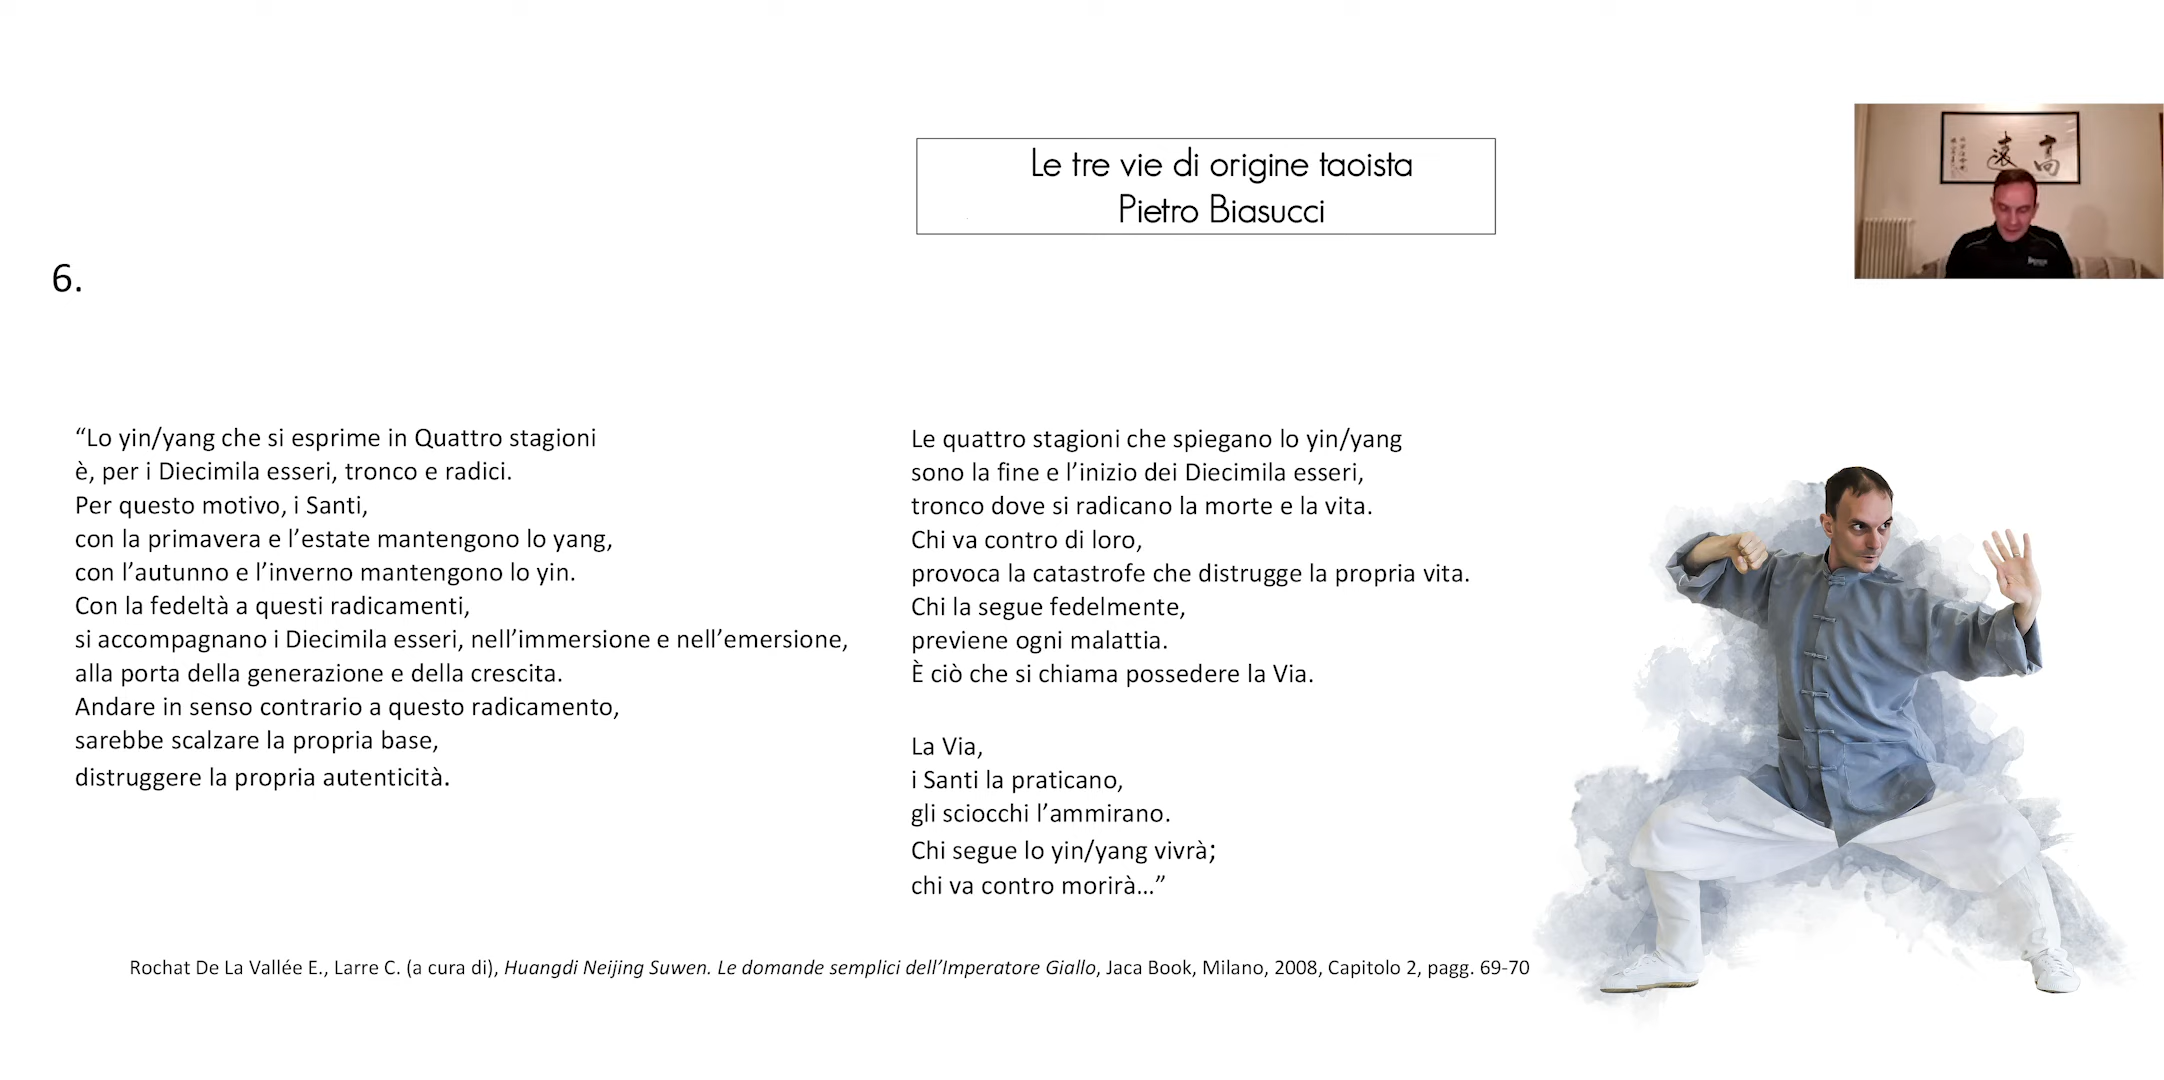 Le tre vie di origine taoista
Pietro Biasucci
高
遠
6.
“Lo yin/yang che si esprime in Quattro stagioni
è, per i Diecimila esseri, tronco e radici.
Per questo motivo, i Santi,
con la primavera e l’estate mantengono lo yang,
con l’autunno e l’inverno mantengono lo yin.
Con la fedeltà a questi radicamenti,
si accompagnano i Diecimila esseri, nell’immersione e nell’emersione,
alla porta della generazione e della crescita.
Andare in senso contrario a questo radicamento,
sarebbe scalzare la propria base,
distruggere la propria autenticità.
Le quattro stagioni che spiegano lo yin/yang
sono la fine e l’inizio dei Diecimila esseri,
tronco dove si radicano la morte e la vita.
Chi va contro di loro,
provoca la catastrofe che distrugge la propria vita.
Chi la segue fedelmente,
previene ogni malattia.
È ciò che si chiama possedere la Via.
La Via,
i Santi la praticano,
gli sciocchi l’ammirano.
Chi segue lo yin/yang vivrà;
chi va contro morirà…”
Rochat De La Vallée E., Larre C. (a cura di), Huangdi Neijing Suwen. Le domande semplici dell’Imperatore Giallo, Jaca Book, Milano, 2008, Capitolo 2, pagg. 69-70